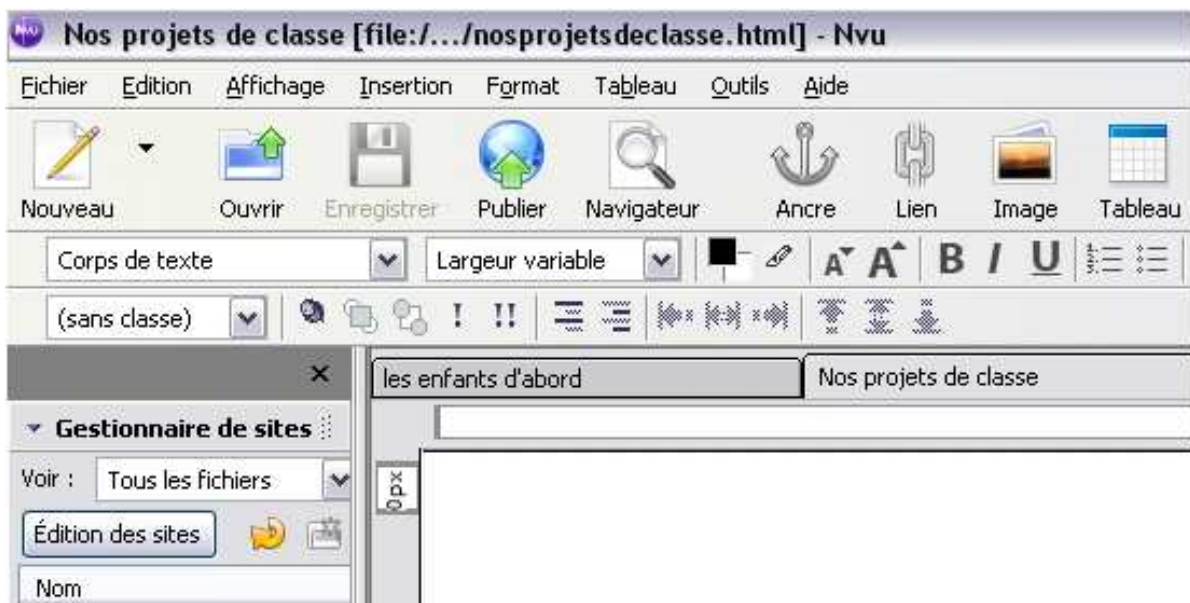 Nos projets de classe [file:/.../nosprojetsdeclasse.html] - Nvu
Fichier Edition Affichage Insertion Format Tableau Outils Aide
Nouveau Ouvrir Enregistrer Publier Navigateur Ancre Lien Image Tableau
Corps de texte Largeur variable A A B I U
(sans classe) ! !!
les enfants d'abord Nos projets de classe
Gestionnaire de sites
Voir : Tous les fichiers
0px
Édition des sites
Nom